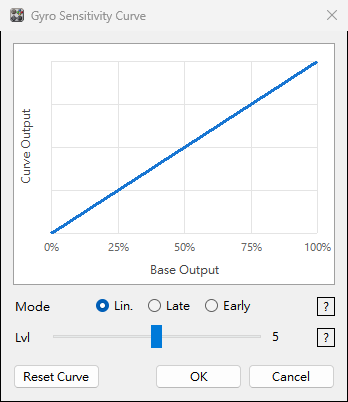 Gyro Sensitivity Curve
Curve Output
0% 25% 50% 75% 100%
Base Output
Mode Lin. Late Early ?
Lvl 5 ?
Reset Curve OK Cancel